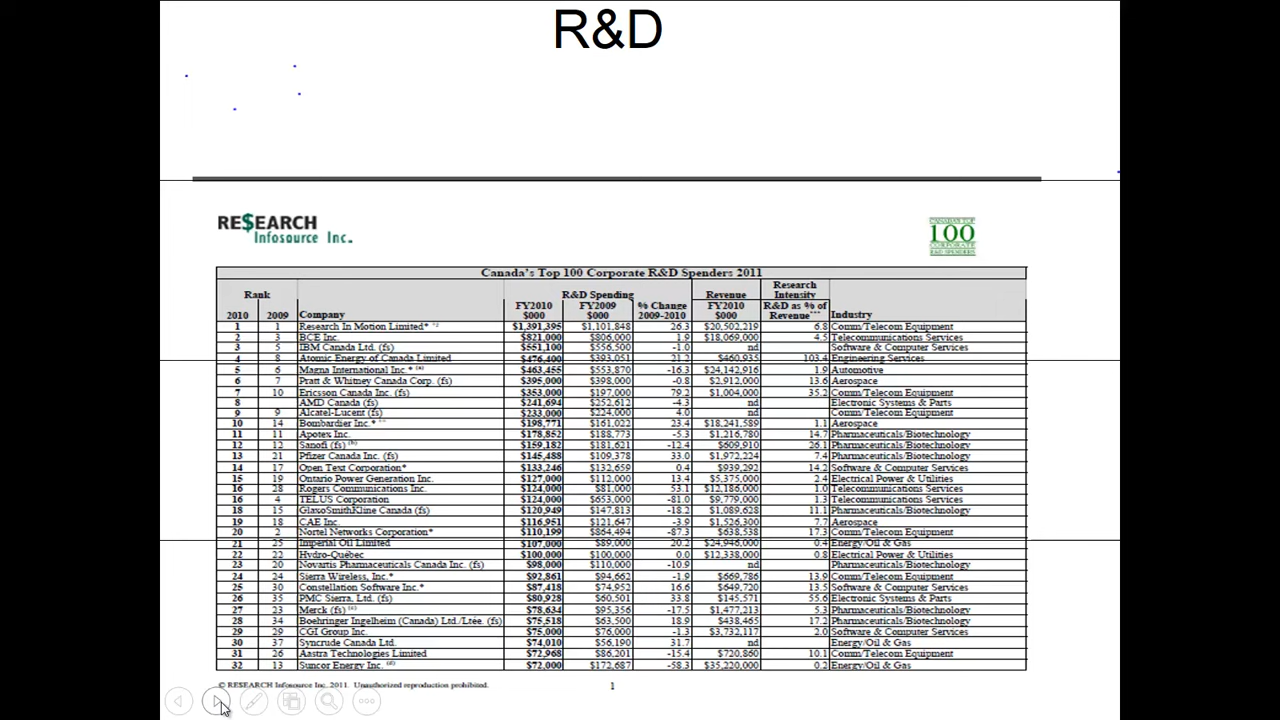 R&D
RE$EARCH
Infosource Inc.
CANADA'S TOP
100
CORPORATE
R&D SPENDERS
Canada's Top 100 Corporate R&D Spenders 2011
Rank R&D Spending Revenue Research Intensity
2010 2009 Company FY2010 $000 FY2009 $000 % Change 2009-2010 FY2010 $000 R&D as % of Revenue*** Industry
1 1 Research In Motion Limited* $1,391,395 $1,101,848 26.3 $20,502,219 6.8 Comm/Telecom Equipment
2 3 BCE Inc. $821,000 $806,000 1.9 $18,069,000 4.5 Telecommunications Services
3 5 IBM Canada Ltd. (fs) $551,100 $556,500 -1.0 nd Software & Computer Services
4 8 Atomic Energy of Canada Limited $476,400 $393,051 21.2 $460,935 103.4 Engineering Services
5 6 Magna International Inc.* (a) $463,455 $553,870 -16.3 $24,142,916 1.9 Automotive
6 7 Pratt & Whitney Canada Corp. (fs) $395,000 $398,000 -0.8 $2,912,000 13.6 Aerospace
7 10 Ericsson Canada Inc. (fs) $353,000 $197,000 79.2 $1,004,000 35.2 Comm/Telecom Equipment
8 AMD Canada (fs) $241,694 $252,612 -4.3 nd Electronic Systems & Parts
9 9 Alcatel-Lucent (fs) $233,000 $224,000 4.0 nd Comm/Telecom Equipment
10 14 Bombardier Inc.* $198,771 $161,022 23.4 $18,241,589 1.1 Aerospace
11 11 Apotex Inc. $178,852 $188,773 -5.3 $1,216,780 14.7 Pharmaceuticals/Biotechnology
12 12 Sanofi (fs) (b) $159,182 $181,621 -12.4 $609,910 26.1 Pharmaceuticals/Biotechnology
13 21 Pfizer Canada Inc. (fs) $145,488 $109,378 33.0 $1,972,224 7.4 Pharmaceuticals/Biotechnology
14 17 Open Text Corporation* $133,246 $132,659 0.4 $939,292 14.2 Software & Computer Services
15 19 Ontario Power Generation Inc. $127,000 $112,000 13.4 $5,375,000 2.4 Electrical Power & Utilities
16 28 Rogers Communications Inc. $124,000 $81,000 53.1 $12,186,000 1.0 Telecommunications Services
16 4 TELUS Corporation $124,000 $653,000 -81.0 $9,779,000 1.3 Telecommunications Services
18 15 GlaxoSmithKline Canada (fs) $120,949 $147,813 -18.2 $1,089,628 11.1 Pharmaceuticals/Biotechnology
19 18 CAE Inc. $116,951 $121,647 -3.9 $1,526,300 7.7 Aerospace
20 2 Nortel Networks Corporation* $110,199 $864,494 -87.3 $638,538 17.3 Comm/Telecom Equipment
21 25 Imperial Oil Limited $107,000 $89,000 20.2 $24,946,000 0.4 Energy/Oil & Gas
22 22 Hydro-Québec $100,000 $100,000 0.0 $12,338,000 0.8 Electrical Power & Utilities
23 20 Novartis Pharmaceuticals Canada Inc. (fs) $98,000 $110,000 -10.9 nd Pharmaceuticals/Biotechnology
24 24 Sierra Wireless, Inc.* $92,861 $94,662 -1.9 $669,786 13.9 Comm/Telecom Equipment
25 30 Constellation Software Inc.* $87,418 $74,952 16.6 $649,720 13.5 Software & Computer Services
26 35 PMC Sierra, Ltd. (fs) $80,928 $60,501 33.8 $145,571 55.6 Electronic Systems & Parts
27 23 Merck (fs) (c) $78,634 $95,356 -17.5 $1,477,213 5.3 Pharmaceuticals/Biotechnology
28 34 Boehringer Ingelheim (Canada) Ltd./Ltée. (fs) $75,518 $63,500 18.9 $438,465 17.2 Pharmaceuticals/Biotechnology
29 29 CGI Group Inc. $75,000 $76,000 -1.3 $3,732,117 2.0 Software & Computer Services
30 37 Syncrude Canada Ltd. $74,010 $56,190 31.7 nd Energy/Oil & Gas
31 26 Aastra Technologies Limited $72,968 $86,201 -15.4 $720,860 10.1 Comm/Telecom Equipment
32 13 Suncor Energy Inc. (d) $72,000 $172,687 -58.3 $35,220,000 0.2 Energy/Oil & Gas
© RE$EARCH Infosource Inc. 2011. Unauthorized reproduction prohibited. 1